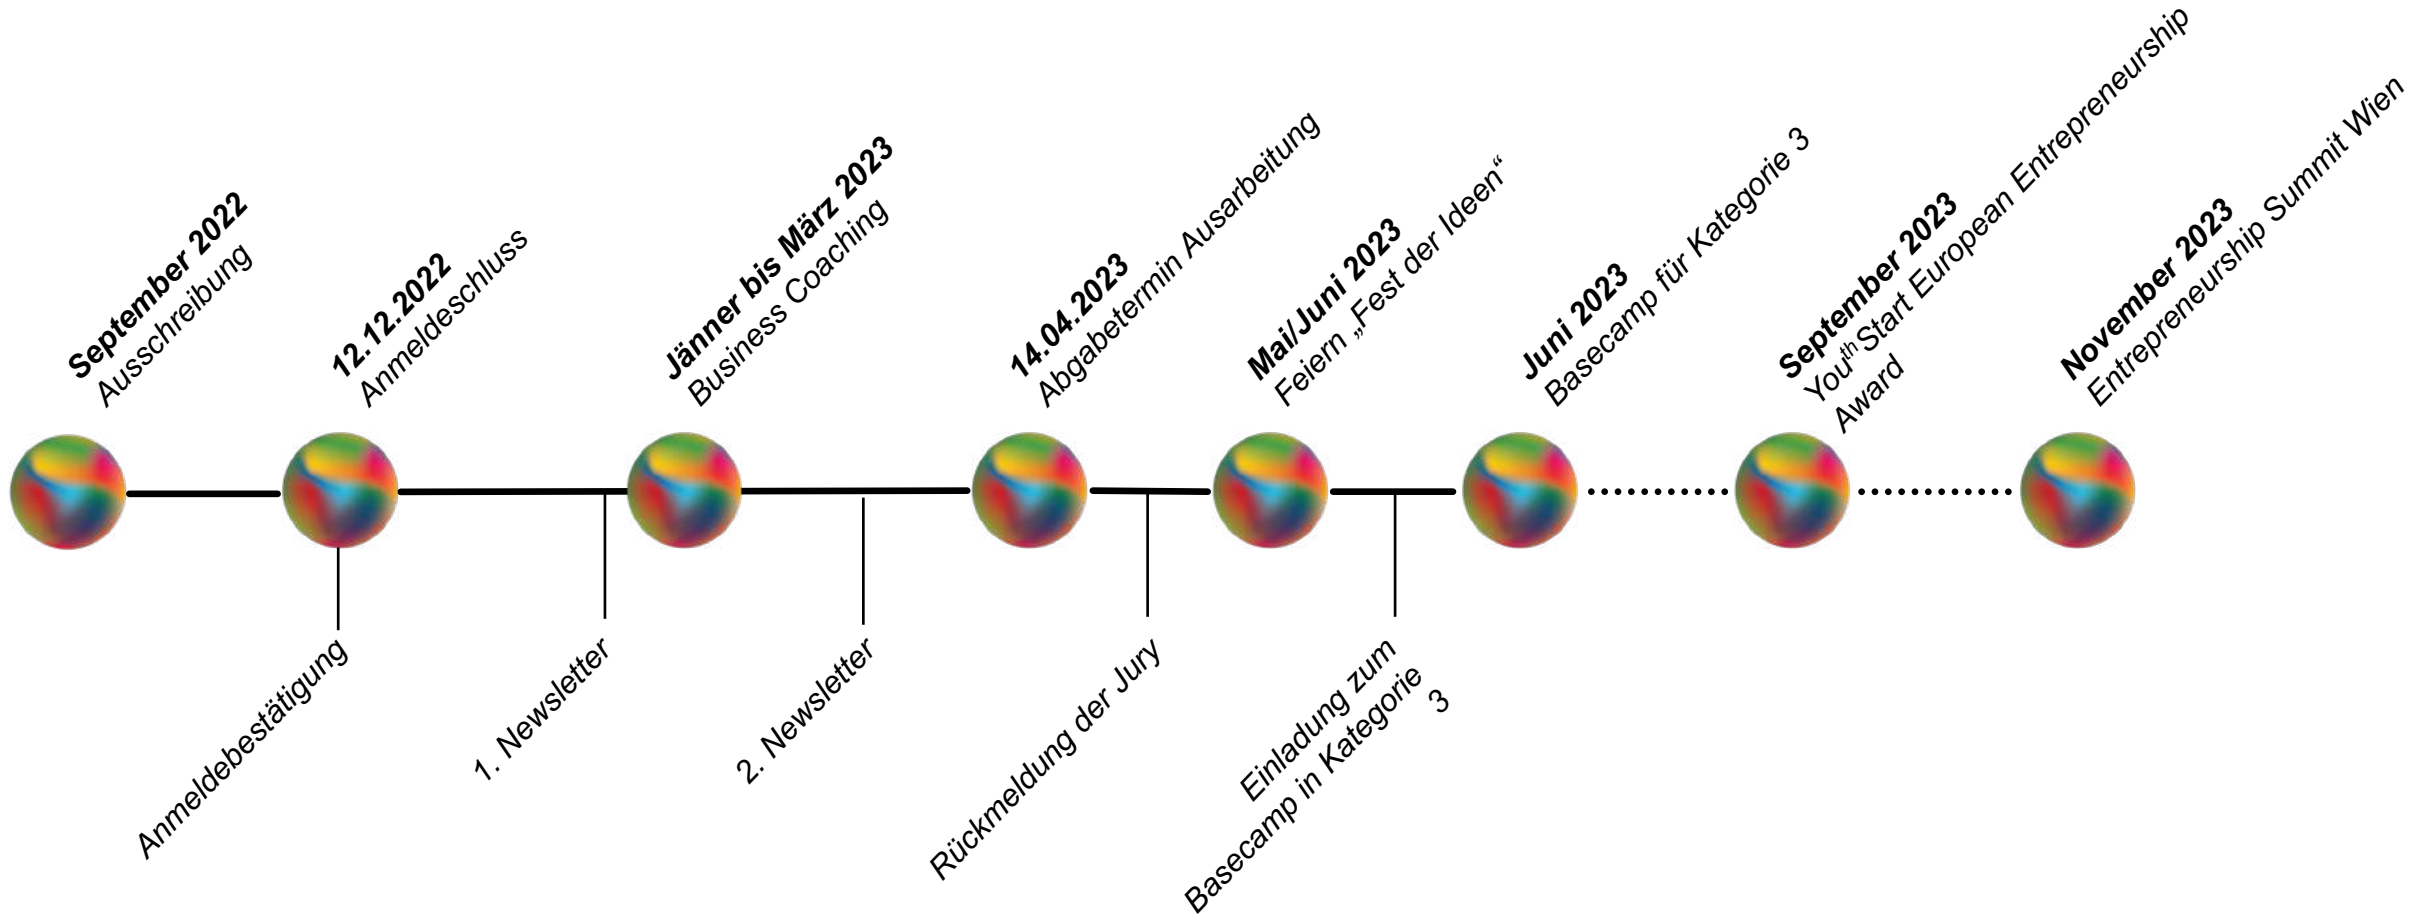 September 2022
Ausschreibung
12.12.2022
Anmeldeschluss
Jänner bis März 2023
Business Coaching
14.04.2023
Abgabetermin Ausarbeitung
Mai/Juni 2023
Feiern „Fest der Ideen“
Juni 2023
Basecamp für Kategorie 3
September 2023
Youth Start European Entrepreneurship
Award
November 2023
Entrepreneurship Summit Wien
Anmeldebestätigung
1. Newsletter
2. Newsletter
Rückmeldung der Jury
Einladung zum
Basecamp in Kategorie
3